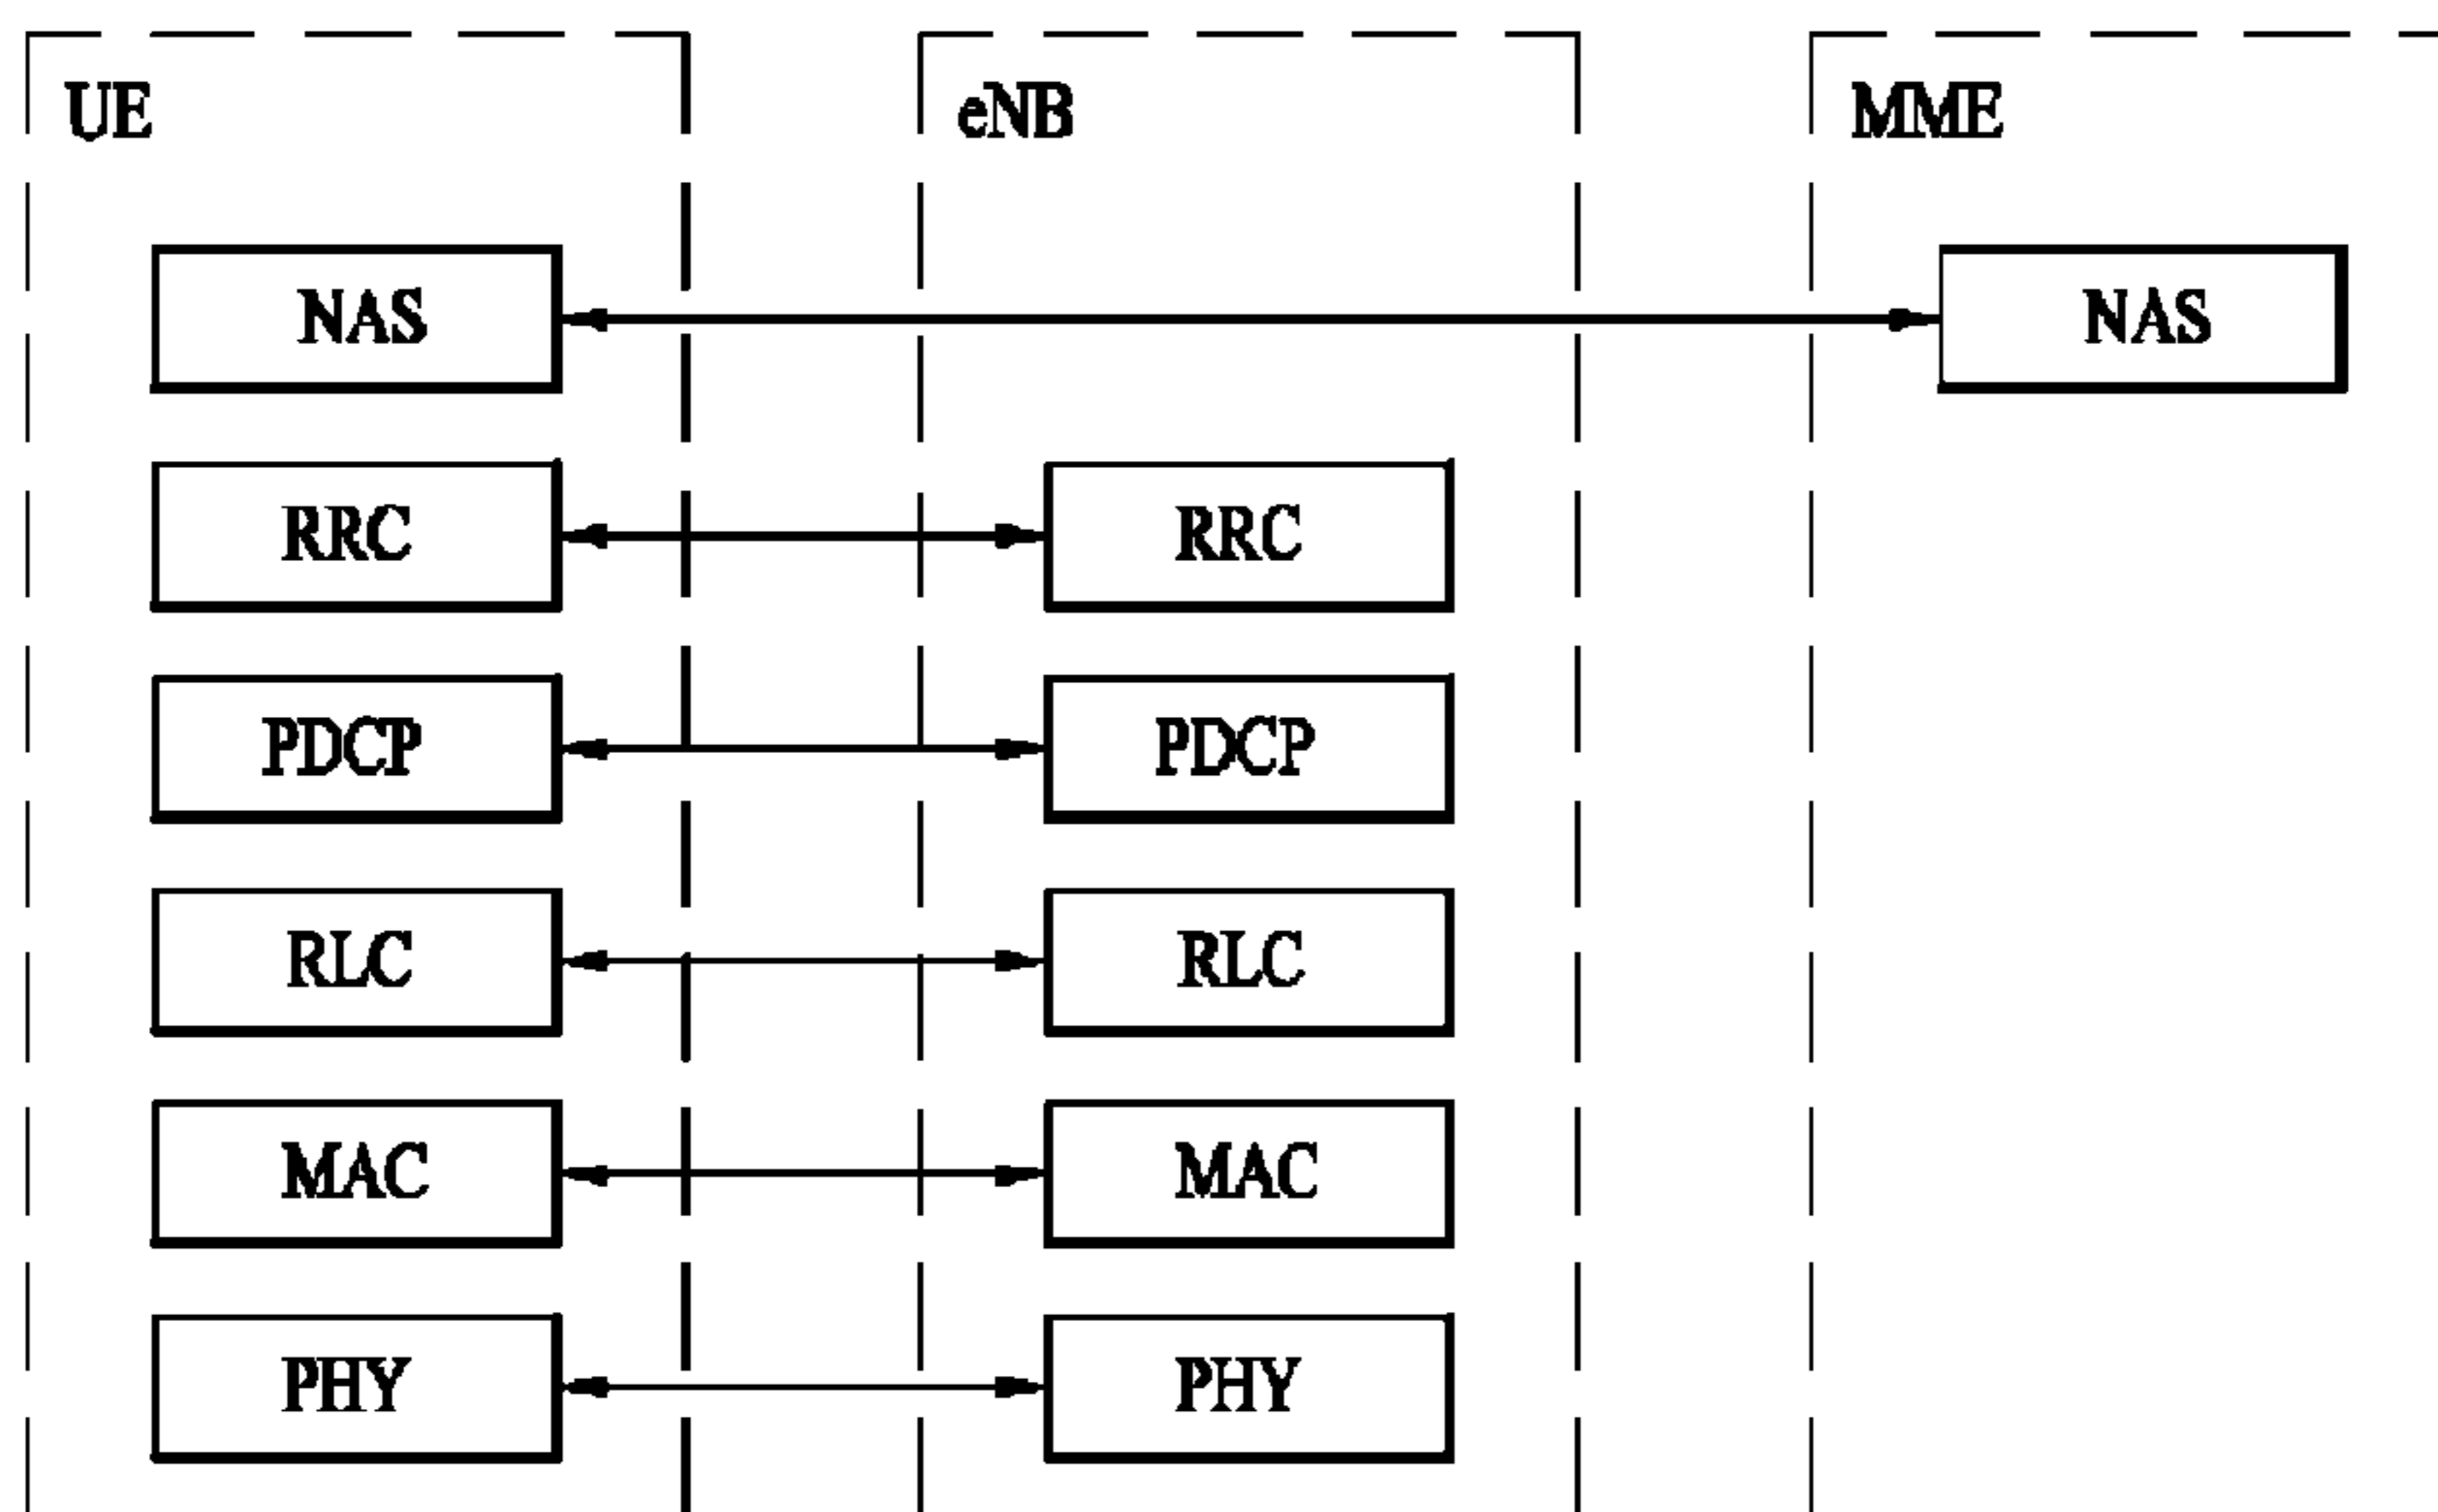 UE eNB MME
NAS NAS
RRC RRC
PDCP PDCP
RLC RLC
MAC MAC
PHY PHY